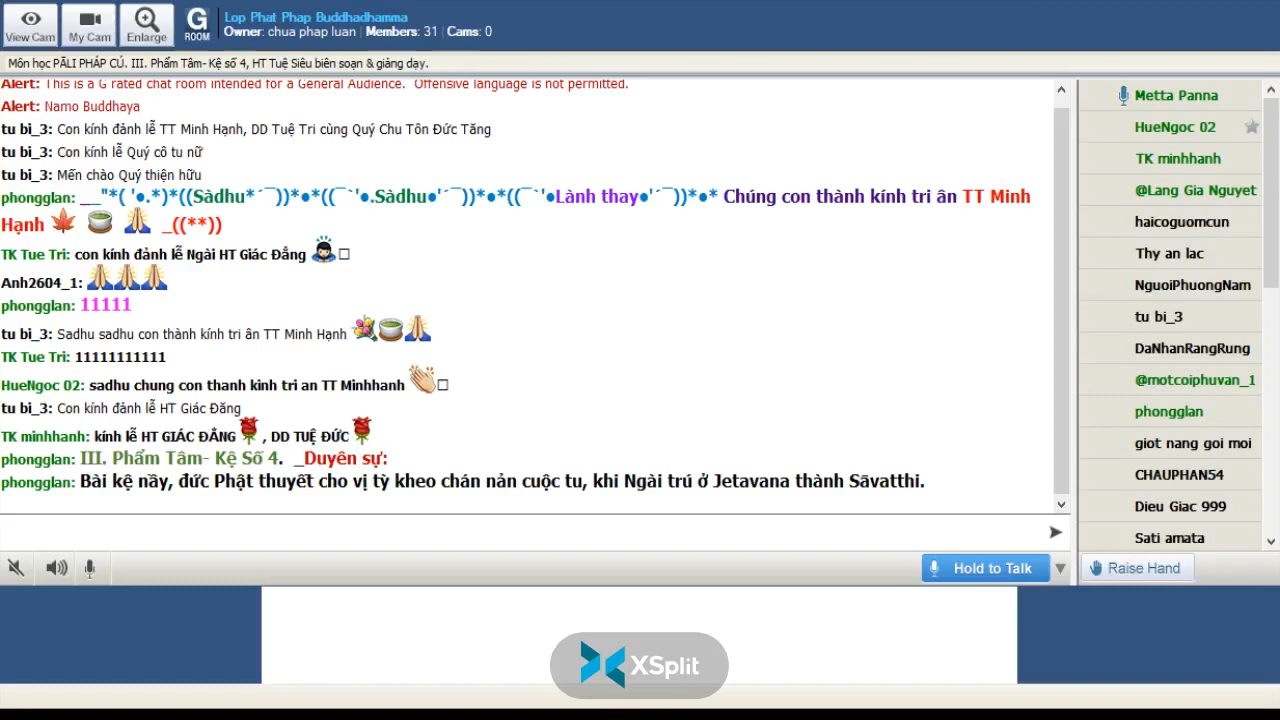 View Cam
My Cam
Enlarge
G
ROOM
Lop Phat Phap Buddhadhamma
Owner: chua phap luan | Members: 31 | Cams: 0
Môn học PĀLI PHÁP CÚ. III. Phẩm Tâm- Kệ số 4, HT Tuệ Siêu biên soạn & giảng dạy.
Alert: This is a G rated chat room intended for a General Audience. Offensive language is not permitted.
Alert: Namo Buddhaya
tu bi_3: Con kính đảnh lễ TT Minh Hạnh, DD Tuệ Tri cùng Quý Chu Tôn Đức Tăng
tu bi_3: Con kính lễ Quý cô tu nữ
tu bi_3: Mến chào Quý thiện hữu
phongglan: __"*( '●.*)*((Sàdhu*´¯))*●*((¯`'●.Sàdhu●'´¯))*●*((¯`'●Lành thay●'´¯))*●* Chúng con thành kính tri ân TT Minh
Hạnh 🍁 🍵 🙏 _((**))
TK Tue Tri: con kính đảnh lễ Ngài HT Giác Đẳng 🙇□
Anh2604_1: 🙏🙏🙏
phongglan: 11111
tu bi_3: Sadhu sadhu con thành kính tri ân TT Minh Hạnh 💐🍵🙏
TK Tue Tri: 11111111111
HueNgoc 02: sadhu chung con thanh kinh tri an TT Minhhanh 👏□
tu bi_3: Con kính đảnh lễ HT Giác Đăng
TK minhhanh: kính lễ HT GIÁC ĐẲNG🌹, DD TUỆ ĐỨC🌹
phongglan: III. Phẩm Tâm- Kệ Số 4. _Duyên sự:
phongglan: Bài kệ nầy, đức Phật thuyết cho vị tỳ kheo chán nản cuộc tu, khi Ngài trú ở Jetavana thành Sāvatthi.
Metta Panna
HueNgoc 02
TK minhhanh
@Lang Gia Nguyet
haicoguomcun
Thy an lac
NguoiPhuongNam
tu bi_3
DaNhanRangRung
@motcoiphuvan_1
phongglan
giot nang goi moi
CHAUPHAN54
Dieu Giac 999
Sati amata
Hold to Talk
Raise Hand
XSplit